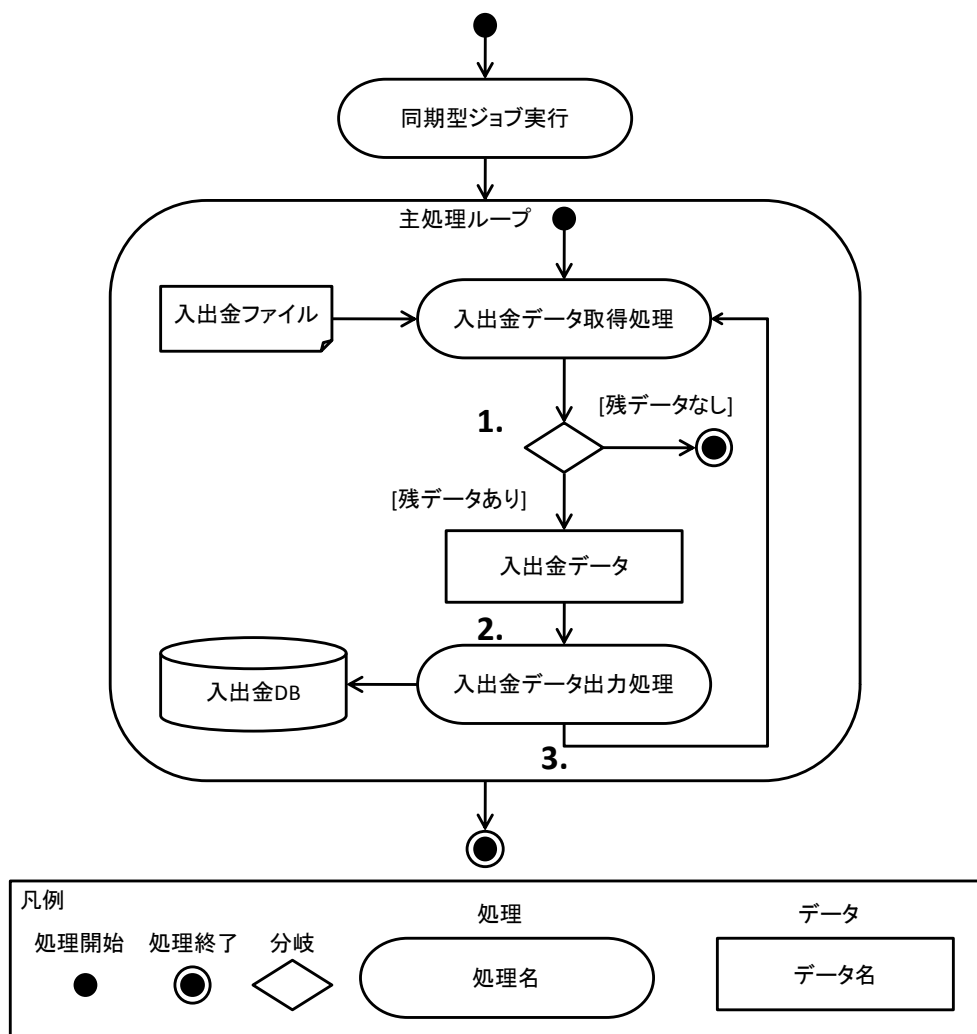 同期型ジョブ実行
主処理ループ
入出金ファイル
入出金データ取得処理
1.
[残データなし]
[残データあり]
入出金データ
2.
入出金DB
入出金データ出力処理
3.
凡例
処理開始
処理終了
分岐
処理
処理名
データ
データ名